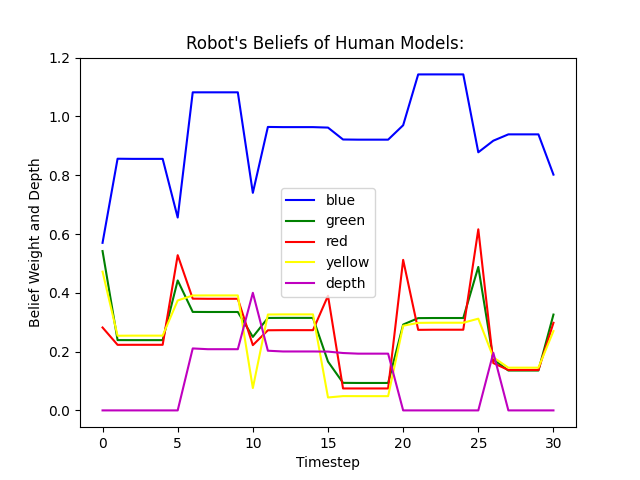 Robot's Beliefs of Human Models:
Belief Weight and Depth
1.2
1.0
0.8
0.6
0.4
0.2
0.0
blue
green
red
yellow
depth
0 5 10 15 20 25 30
Timestep